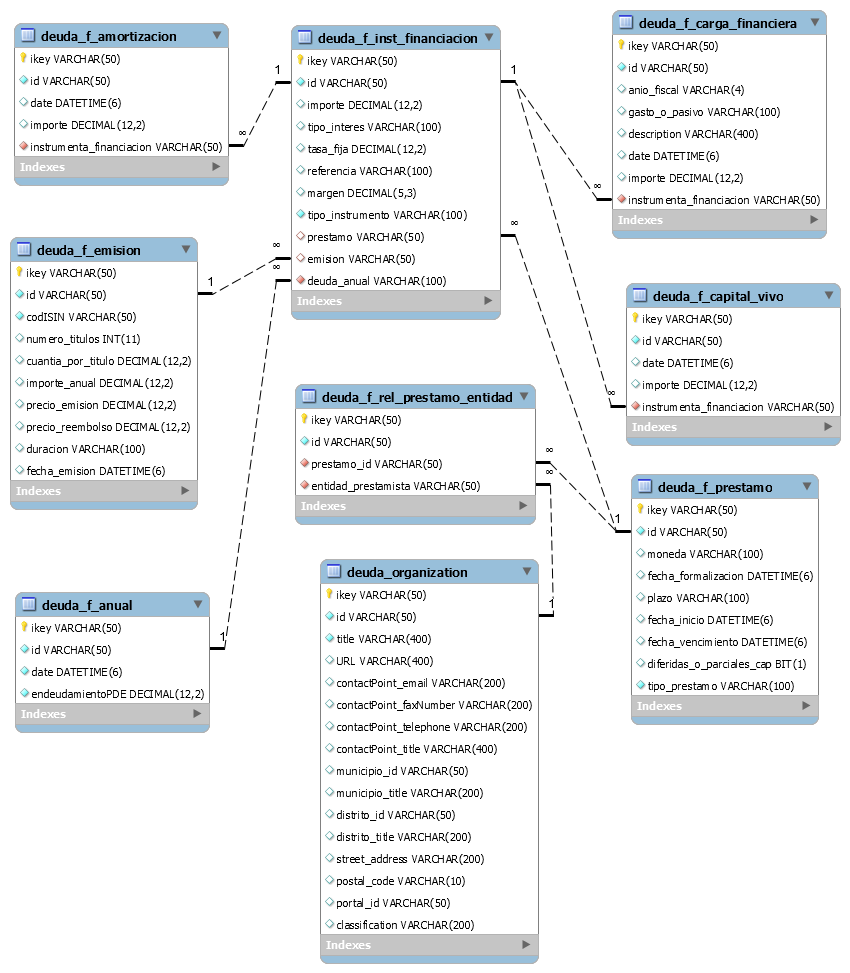 deuda_f_amortizacion
ikey VARCHAR(50)
id VARCHAR(50)
date DATETIME(6)
importe DECIMAL(12,2)
instrumenta_financiacion VARCHAR(50)
Indexes
deuda_f_inst_financiacion
ikey VARCHAR(50)
id VARCHAR(50)
importe DECIMAL(12,2)
tipo_interes VARCHAR(100)
tasa_fija DECIMAL(12,2)
referencia VARCHAR(100)
margen DECIMAL(5,3)
tipo_instrumento VARCHAR(100)
prestamo VARCHAR(50)
emision VARCHAR(50)
deuda_anual VARCHAR(100)
Indexes
deuda_f_carga_financiera
ikey VARCHAR(50)
id VARCHAR(50)
anio_fiscal VARCHAR(4)
gasto_o_pasivo VARCHAR(100)
description VARCHAR(400)
date DATETIME(6)
importe DECIMAL(12,2)
instrumenta_financiacion VARCHAR(50)
Indexes
1
∞
1
∞
∞
∞
1
∞
∞
∞
1
deuda_f_emision
ikey VARCHAR(50)
id VARCHAR(50)
codISIN VARCHAR(50)
numero_titulos INT(11)
cuantia_por_titulo DECIMAL(12,2)
importe_anual DECIMAL(12,2)
precio_emision DECIMAL(12,2)
precio_reembolso DECIMAL(12,2)
duracion VARCHAR(100)
fecha_emision DATETIME(6)
Indexes
deuda_f_capital_vivo
ikey VARCHAR(50)
id VARCHAR(50)
date DATETIME(6)
importe DECIMAL(12,2)
instrumenta_financiacion VARCHAR(50)
Indexes
deuda_f_rel_prestamo_entidad
ikey VARCHAR(50)
id VARCHAR(50)
prestamo_id VARCHAR(50)
entidad_prestamista VARCHAR(50)
Indexes
∞
∞
1
1
deuda_f_prestamo
ikey VARCHAR(50)
id VARCHAR(50)
moneda VARCHAR(100)
fecha_formalizacion DATETIME(6)
plazo VARCHAR(100)
fecha_inicio DATETIME(6)
fecha_vencimiento DATETIME(6)
diferidas_o_parciales_cap BIT(1)
tipo_prestamo VARCHAR(100)
Indexes
deuda_f_anual
ikey VARCHAR(50)
id VARCHAR(50)
date DATETIME(6)
endeudamientoPDE DECIMAL(12,2)
Indexes
deuda_organization
ikey VARCHAR(50)
id VARCHAR(50)
title VARCHAR(400)
URL VARCHAR(400)
contactPoint_email VARCHAR(200)
contactPoint_faxNumber VARCHAR(200)
contactPoint_telephone VARCHAR(200)
contactPoint_title VARCHAR(400)
municipio_id VARCHAR(50)
municipio_title VARCHAR(200)
distrito_id VARCHAR(50)
distrito_title VARCHAR(200)
street_address VARCHAR(200)
postal_code VARCHAR(10)
portal_id VARCHAR(50)
classification VARCHAR(200)
Indexes